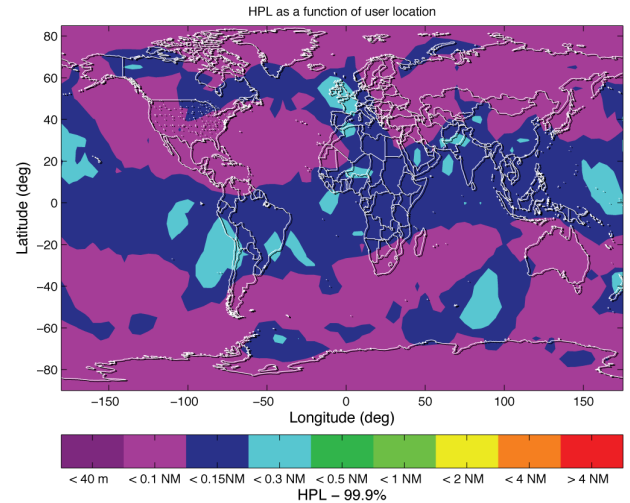 HPL as a function of user location
80
60
40
20
0
−20
−40
−60
−80
Latitude (deg)
−150 −100 −50 0 50 100 150
Longitude (deg)
< 40 m < 0.1 NM < 0.15NM < 0.3 NM < 0.5 NM < 1 NM < 2 NM < 4 NM > 4 NM
HPL − 99.9%